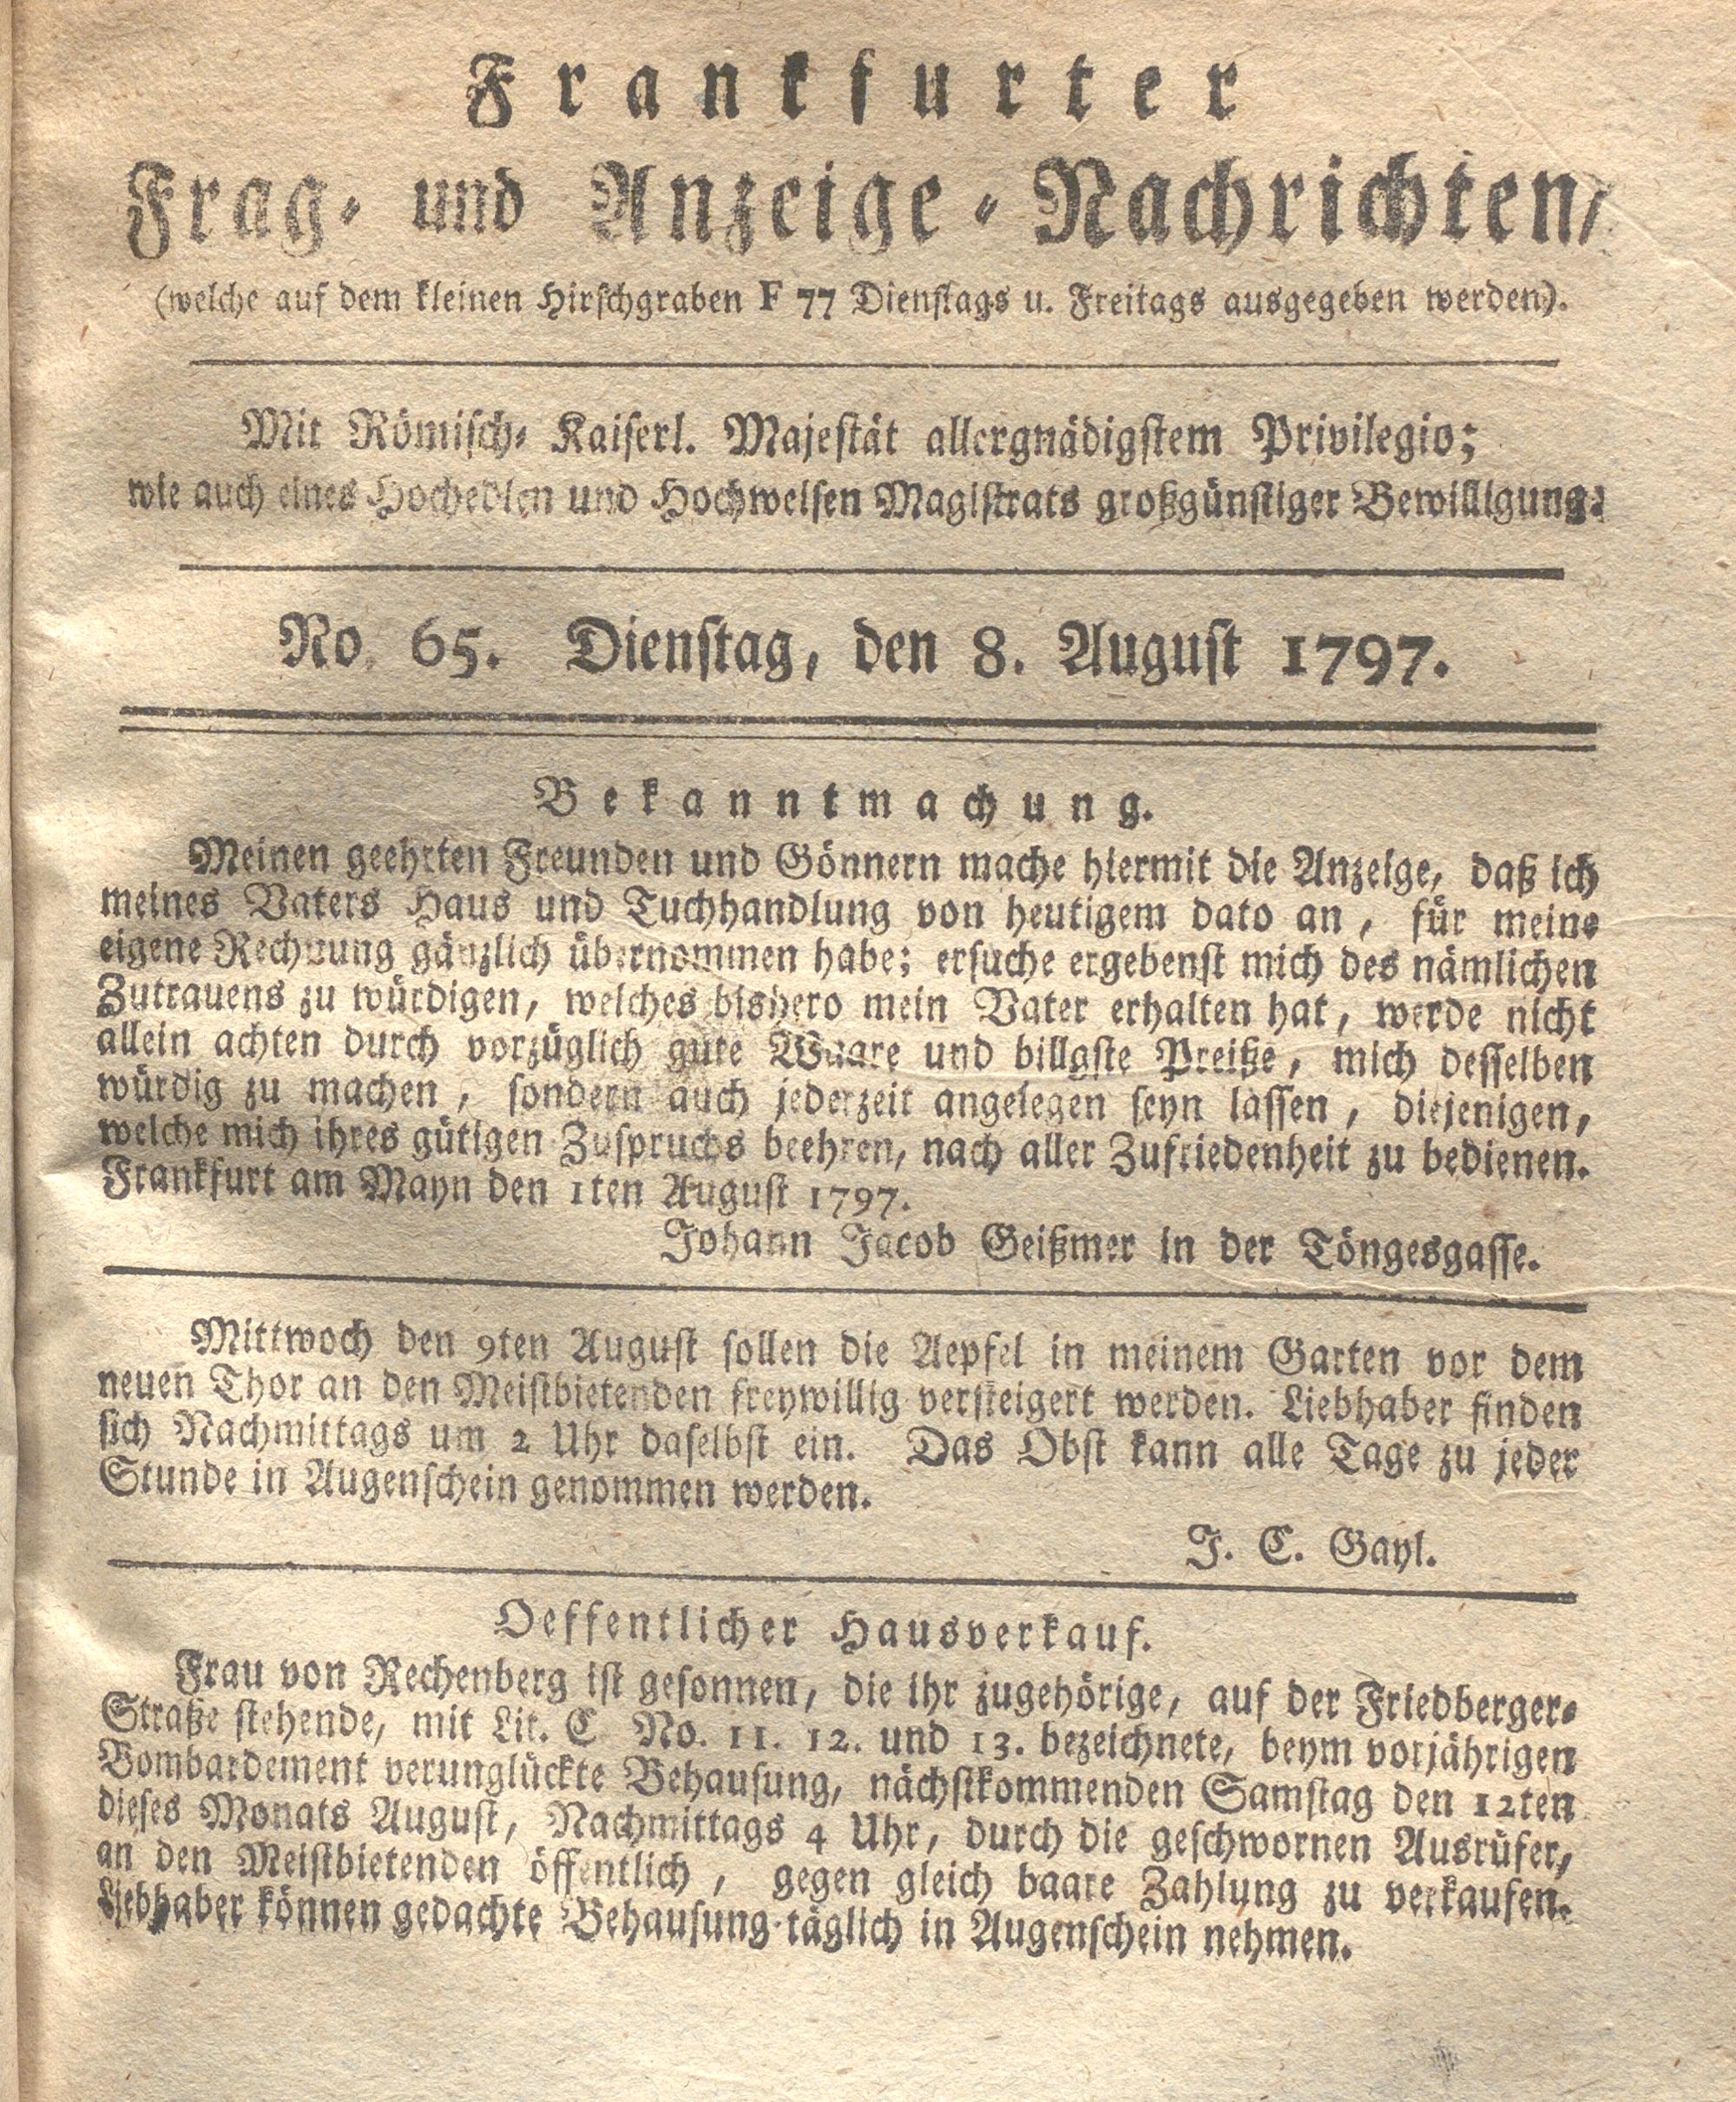 Frankfurter
Frag- und Anzeige-Nachrichten/
(welche auf dem kleinen Hirschgraben F 77 Dienstags u. Freitags ausgegeben werden).
Mit Römisch- Kaiserl. Majestät allergnädigstem Privilegio;
wie auch eines Hochedlen und Hochweisen Magistrats großgünstiger Bewilligung.
No. 65. Dienstag, den 8. August 1797.
Bekanntmachung.
Meinen geehrten Freunden und Gönnern mache hiermit die Anzeige, daß ich
meines Vaters Haus und Tuchhandlung von heutigem dato an, für meine
eigene Rechnung gänzlich übernommen habe; ersuche ergebenst mich des nämlichen
Zutrauens zu würdigen, welches bishero mein Vater erhalten hat, werde nicht
allein achten durch vorzüglich gute Waare und billgste Preiße, mich desselben
würdig zu machen, sondern auch jederzeit angelegen seyn lassen, diejenigen,
welche mich ihres gütigen Zuspruchs beehren, nach aller Zufriedenheit zu bedienen.
Frankfurt am Mayn den 1ten August 1797.
Johann Jacob Geißmer in der Töngesgasse.
Mittwoch den 9ten August sollen die Aepfel in meinem Garten vor dem
neuen Thor an den Meistbietenden freywillig versteigert werden. Liebhaber finden
sich Nachmittags um 2 Uhr daselbst ein. Das Obst kann alle Tage zu jeder
Stunde in Augenschein genommen werden.
J. C. Gayl.
Oeffentlicher Hausverkauf.
Frau von Rechenberg ist gesonnen, die ihr zugehörige, auf der Friedberger-
Straße stehende, mit Lit. C No. 11. 12. und 13. bezeichnete, beym vorjährigen
Bombardement verunglückte Behausung, nächstkommenden Samstag den 12ten
dieses Monats August, Nachmittags 4 Uhr, durch die geschwornen Ausrüfer,
an den Meistbietenden öffentlich, gegen gleich baare Zahlung zu verkaufen.
Liebhaber können gedachte Behausung täglich in Augenschein nehmen.